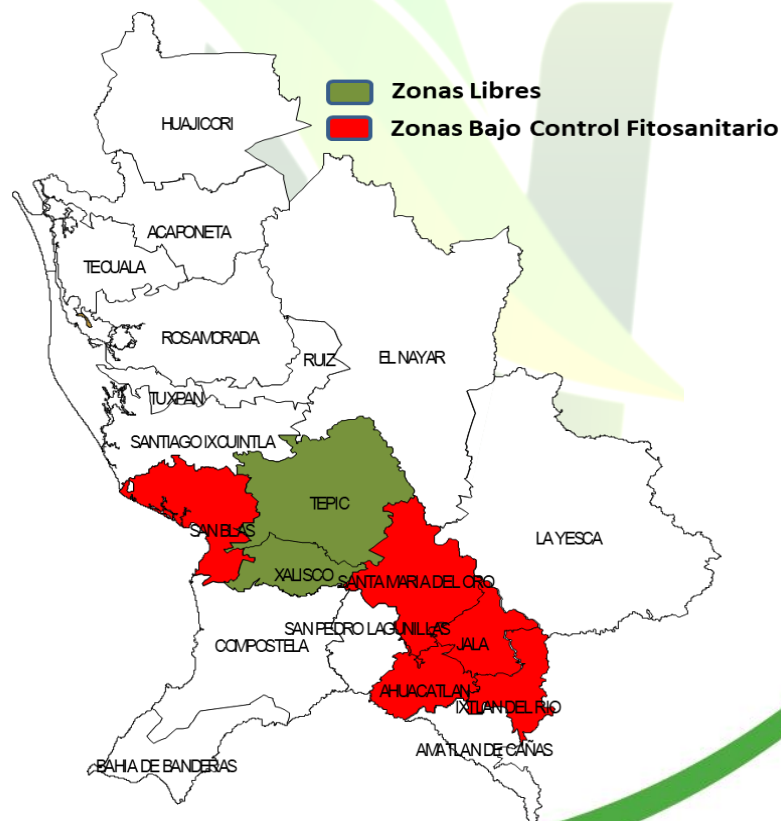 Zonas Libres
Zonas Bajo Control Fitosanitario
HUAJICORI
ACAPONETA
TECUALA
ROSAMORADA
RUIZ
EL NAYAR
TUXPAN
SANTIAGO IXCUINTLA
TEPIC
SAN BLAS
LA YESCA
XALISCO
SANTA MARIA DEL ORO
SAN PEDRO LAGUNILLAS
COMPOSTELA
JALA
AHUACATLAN
IXTLAN DEL RIO
AMATLAN DE CAÑAS
BAHIA DE BANDERAS